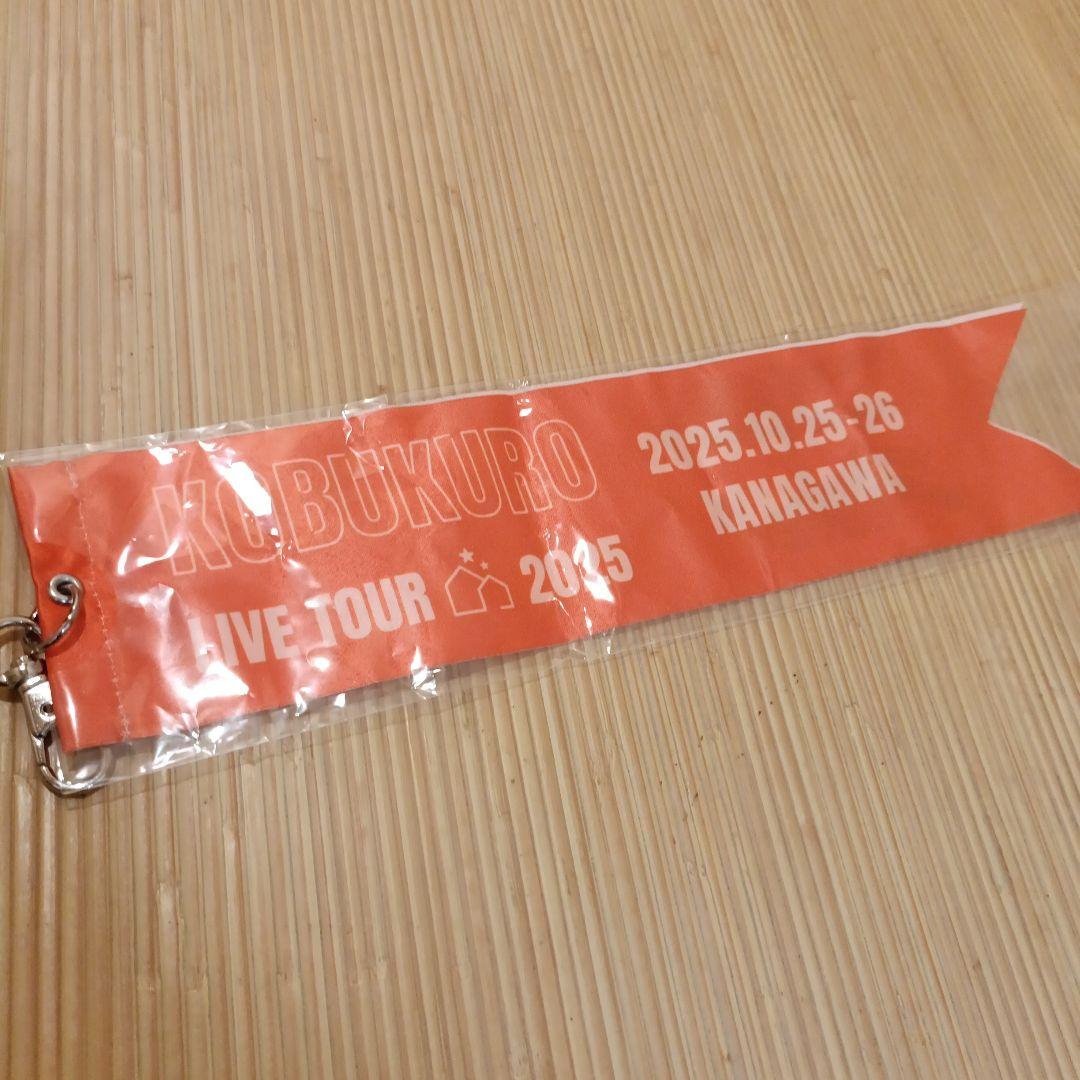 KOBUKURO
LIVE TOUR 2025
2025.10.25-26
KANAGAWA